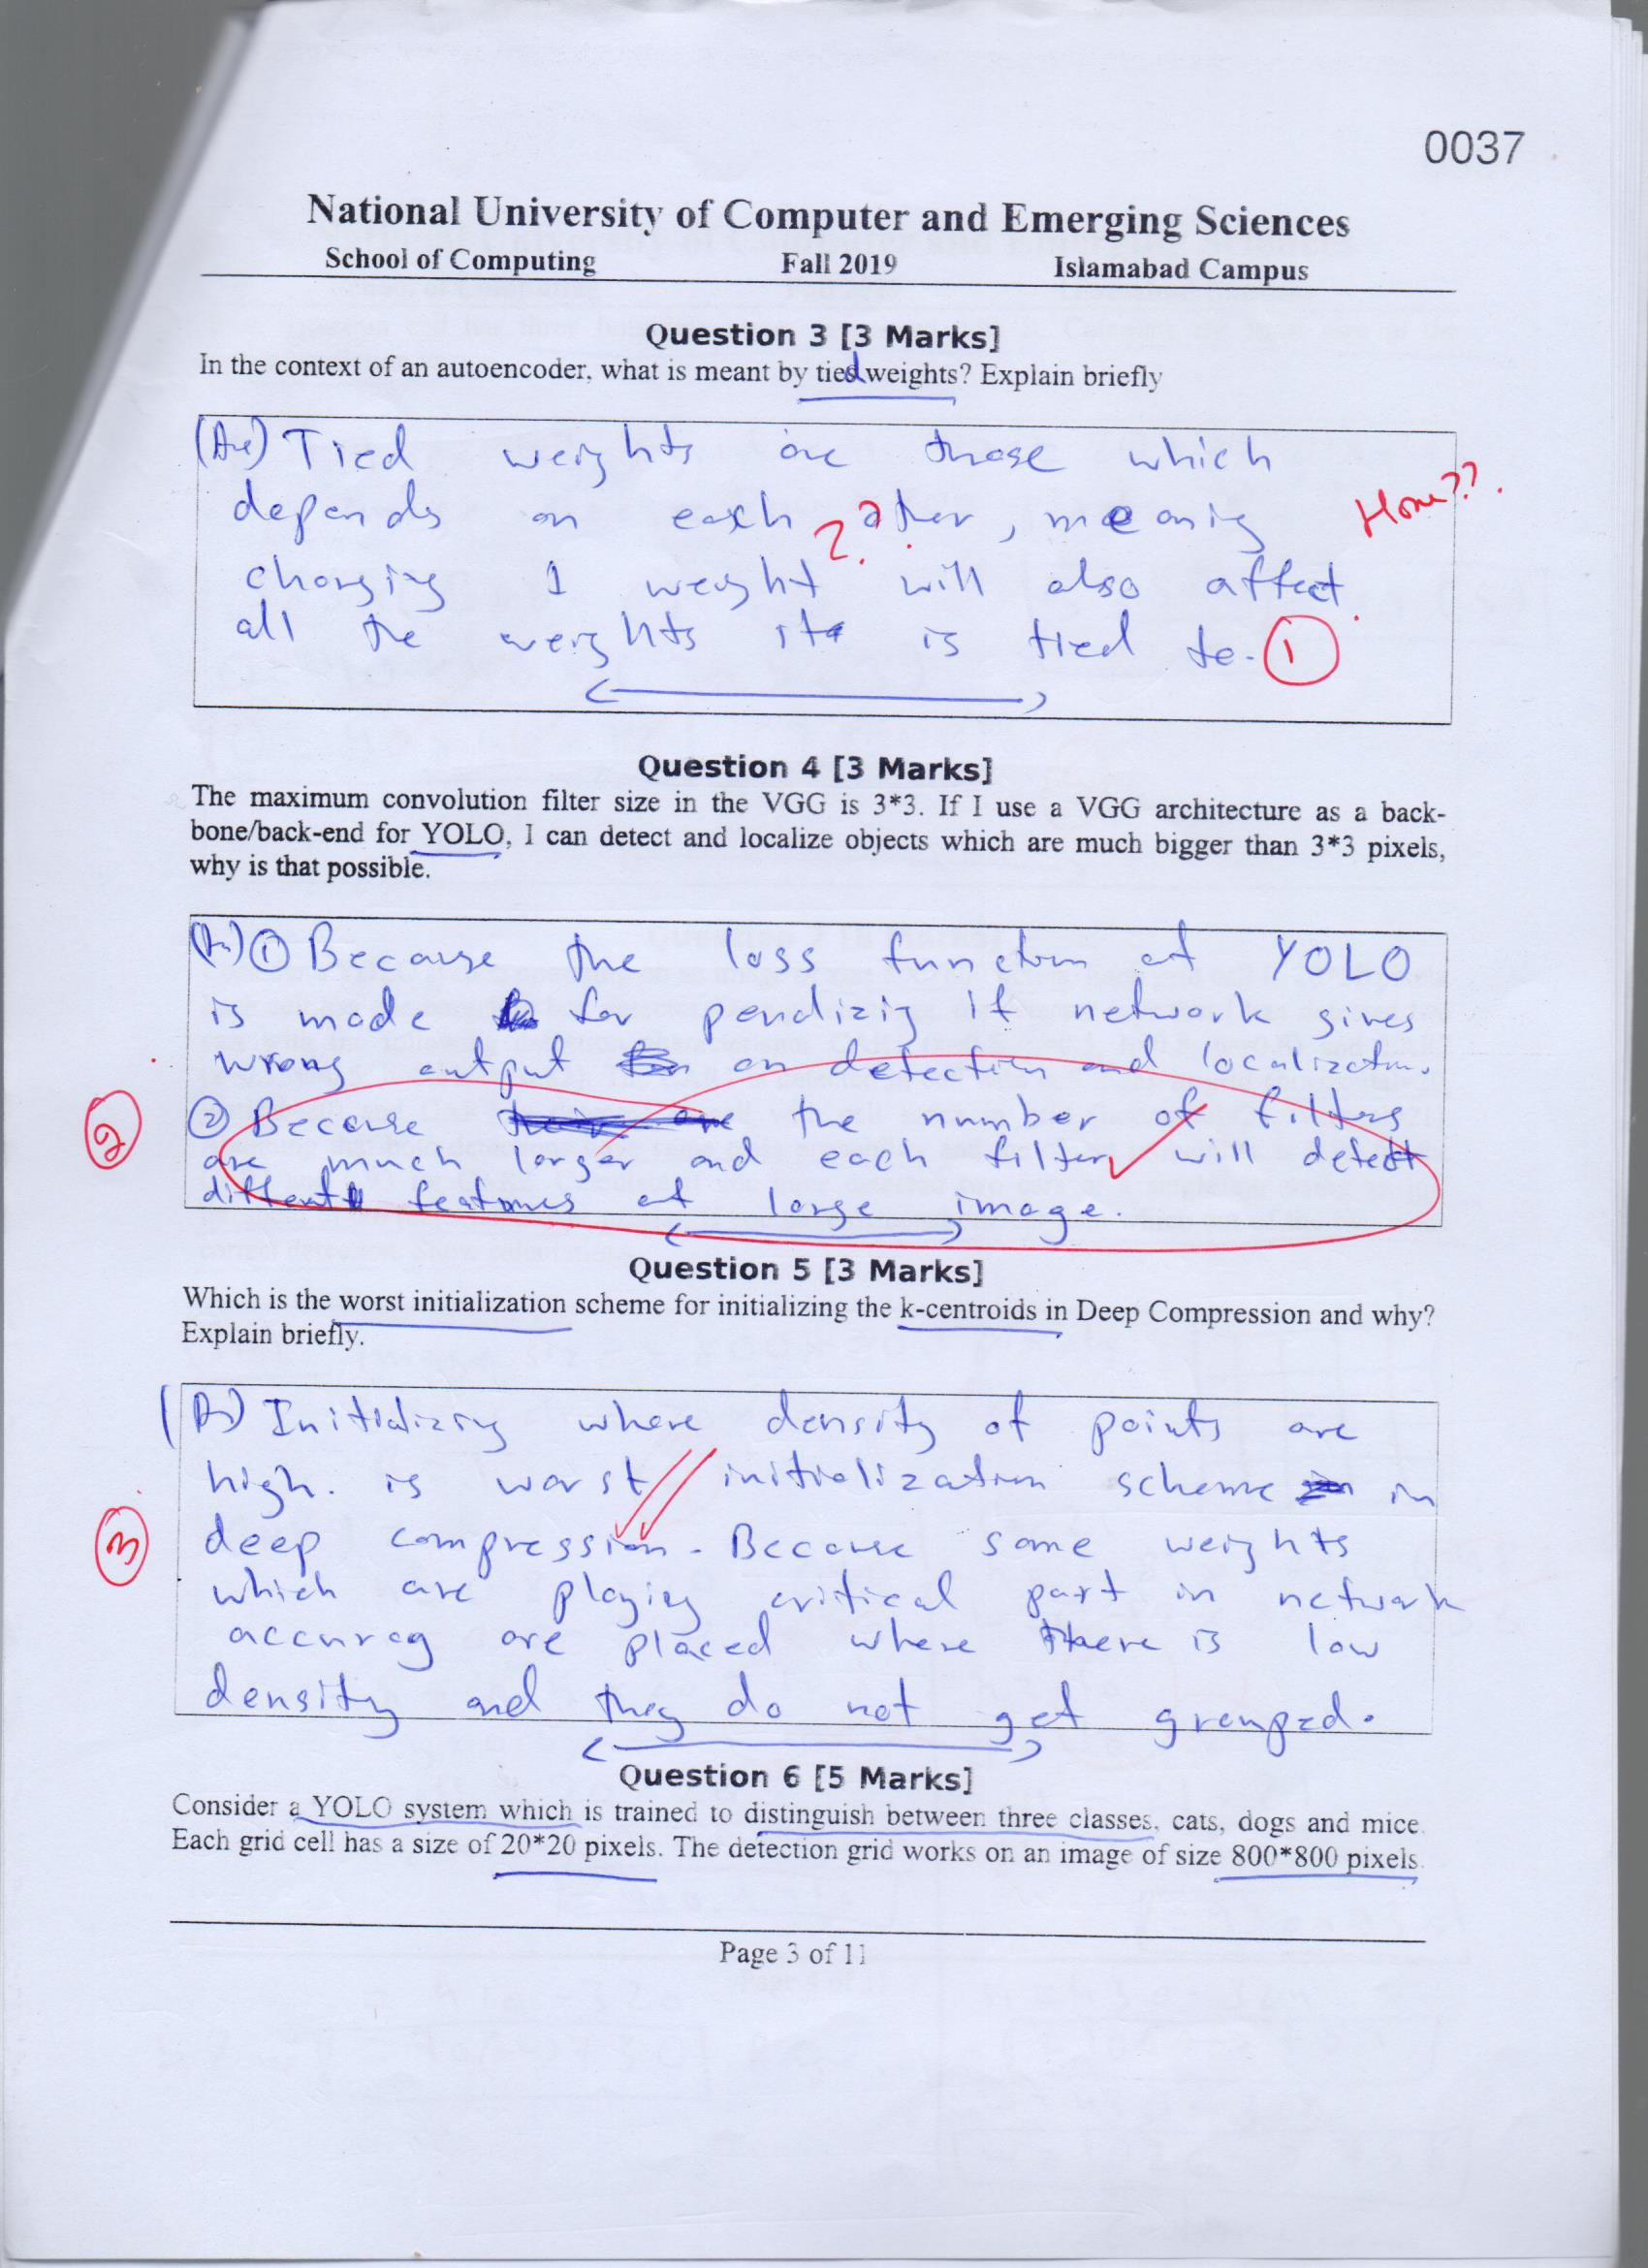 0037
National University of Computer and Emerging Sciences
School of Computing Fall 2019 Islamabad Campus
Question 3 [3 Marks]
In the context of an autoencoder, what is meant by tied weights? Explain briefly
Tied weights are those which
depends on each other, meaning
How??.
changing 1 weight will also affect
all the weights it is tied to. 1
Question 4 [3 Marks]
The maximum convolution filter size in the VGG is 3*3. If I use a VGG architecture as a back-
bone/back-end for YOLO, I can detect and localize objects which are much bigger than 3*3 pixels,
why is that possible.
① Because the loss function of YOLO
is made for penalizig if network gives
wrong output on detection and localization.
2
② Because the number of filters
are much larger and each filter will detect
different features of large image.
Question 5 [3 Marks]
Which is the worst initialization scheme for initializing the k-centroids in Deep Compression and why?
Explain briefly.
Initializing where density of points are
high. is worst initialization scheme in
3
deep compression. Because some weights
which are playing critical part in network
accuracy are placed where there is low
density and they do not get grouped.
Question 6 [5 Marks]
Consider a YOLO system which is trained to distinguish between three classes, cats, dogs and mice.
Each grid cell has a size of 20*20 pixels. The detection grid works on an image of size 800*800 pixels.
Page 3 of 11